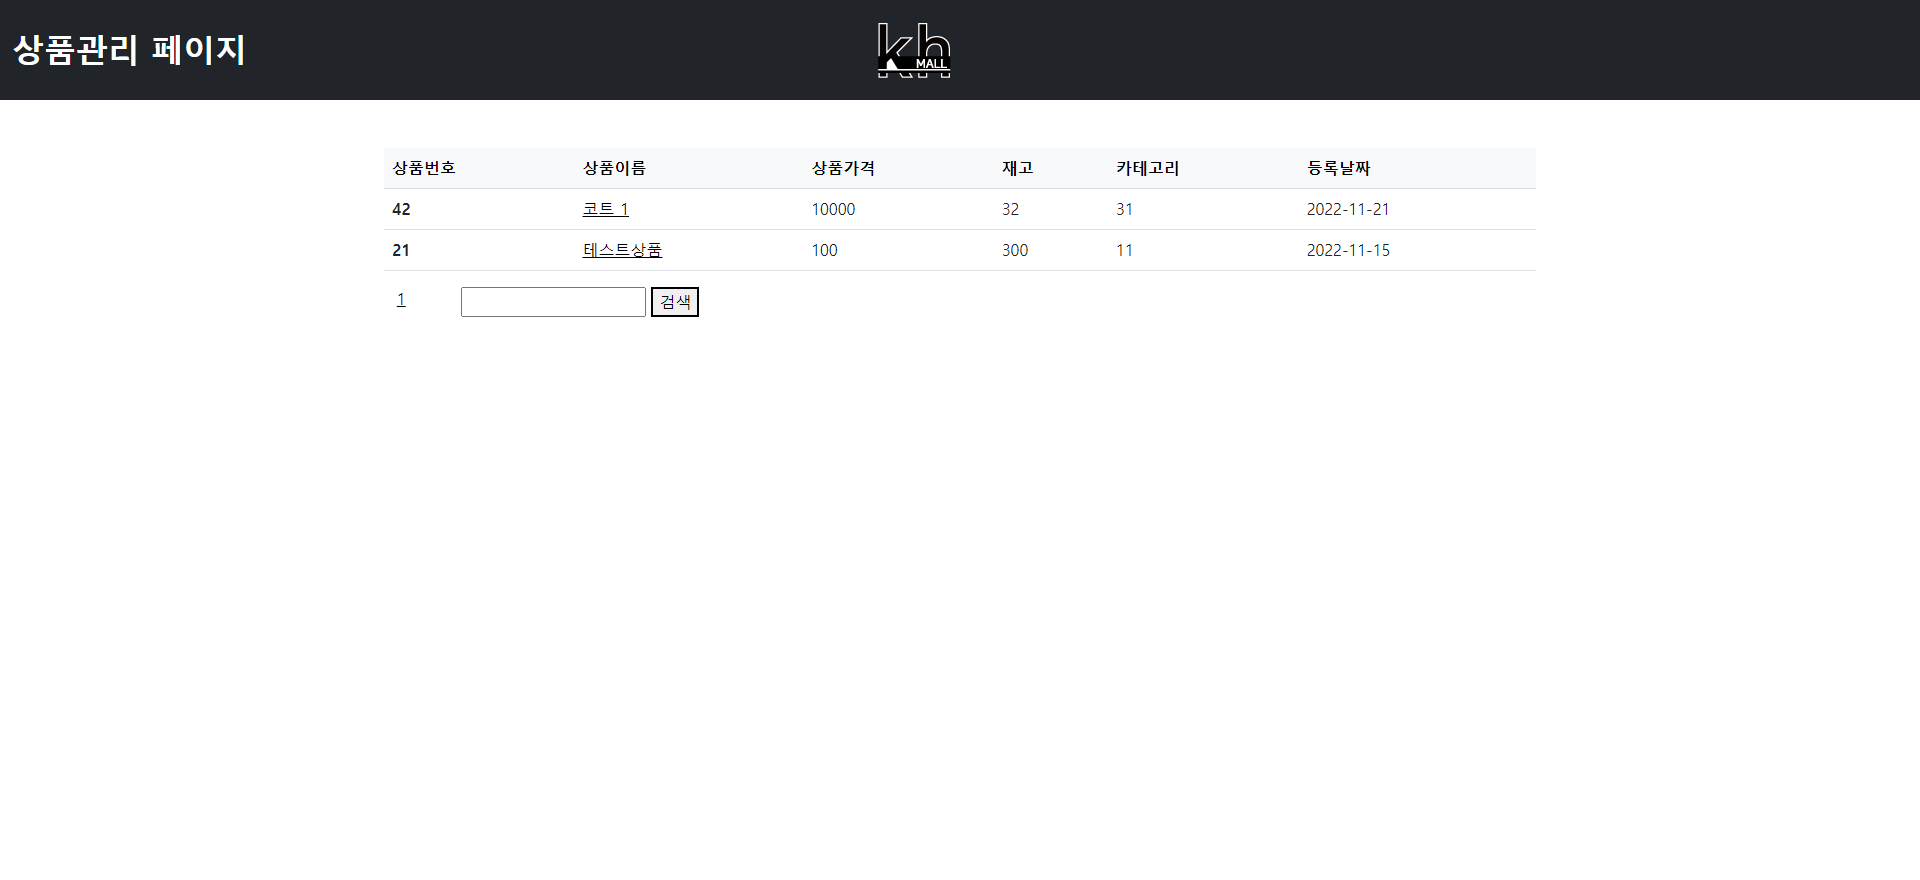 상품관리 페이지
kh
MALL
상품번호 상품이름 상품가격 재고 카테고리 등록날짜
42 코트_1 10000 32 31 2022-11-21
21 테스트상품 100 300 11 2022-11-15
1 검색